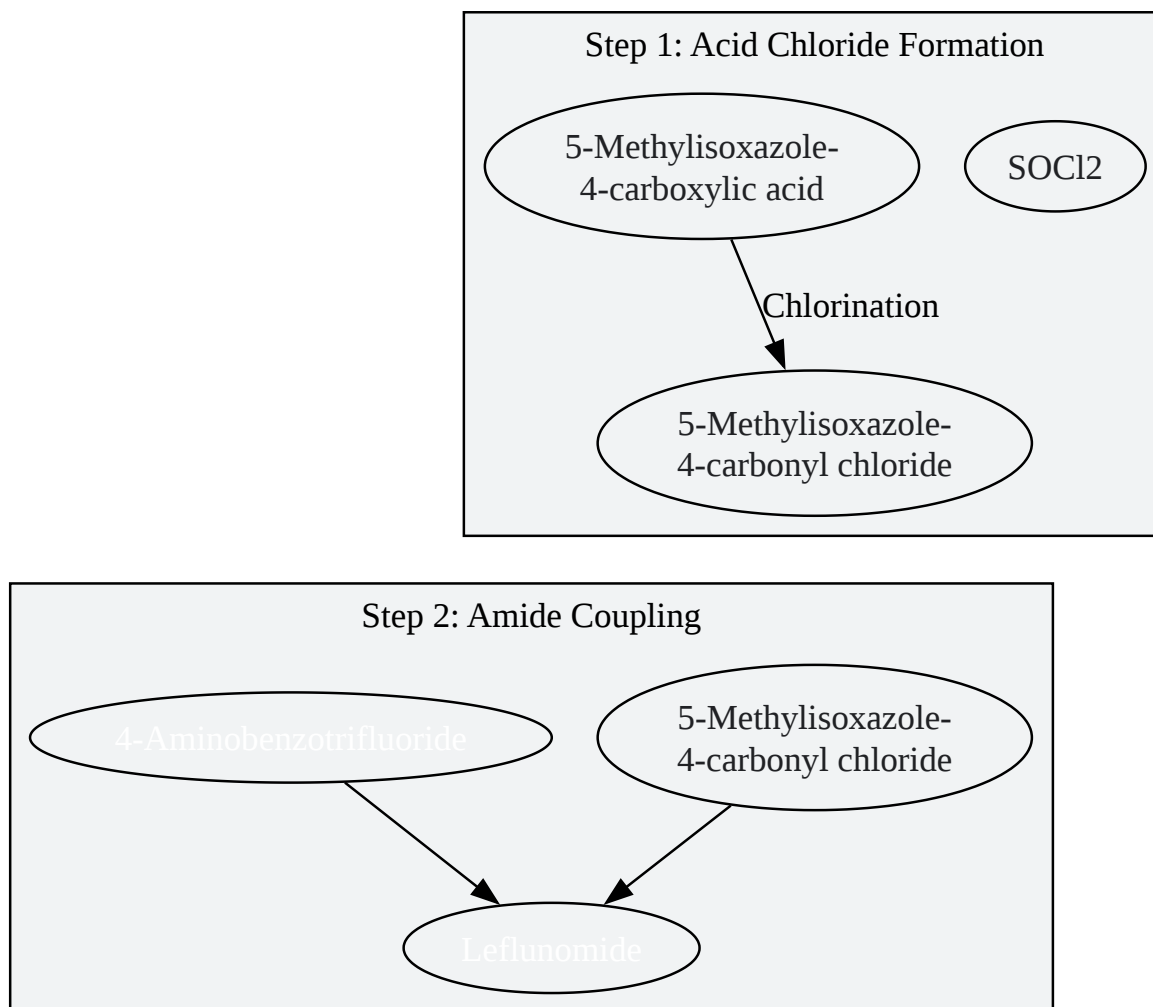 Step 1: Acid Chloride Formation
5-Methylisoxazole-
4-carboxylic acid
SOCl2
Chlorination
5-Methylisoxazole-
4-carbonyl chloride
Step 2: Amide Coupling
4-Aminobenzotrifluoride
5-Methylisoxazole-
4-carbonyl chloride
Leflunomide